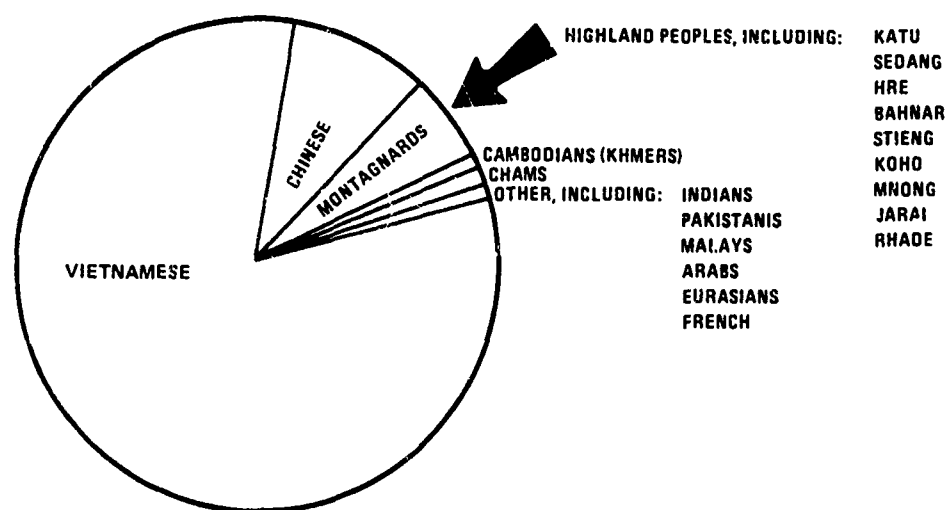 HIGHLAND PEOPLES, INCLUDING: KATU
SEDANG
HRE
BAHNAR
STIENG
KOHO
MNONG
JARAI
RHADE
CHINESE
MONTAGNARDS
CAMBODIANS (KHMERS)
CHAMS
OTHER, INCLUDING: INDIANS
PAKISTANIS
MALAYS
ARABS
EURASIANS
FRENCH
VIETNAMESE